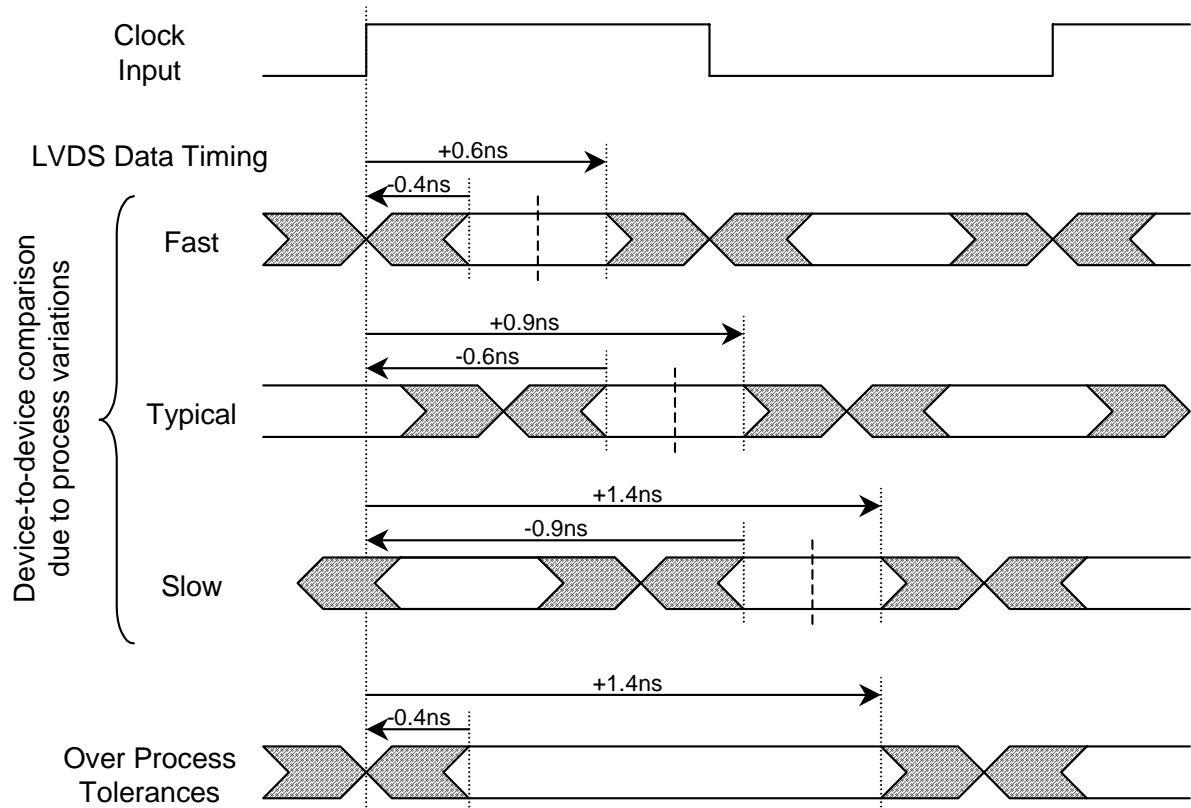 Clock
Input
LVDS Data Timing
+0.6ns
-0.4ns
Fast
+0.9ns
-0.6ns
Typical
+1.4ns
-0.9ns
Slow
Device-to-device comparison
due to process variations
+1.4ns
-0.4ns
Over Process
Tolerances